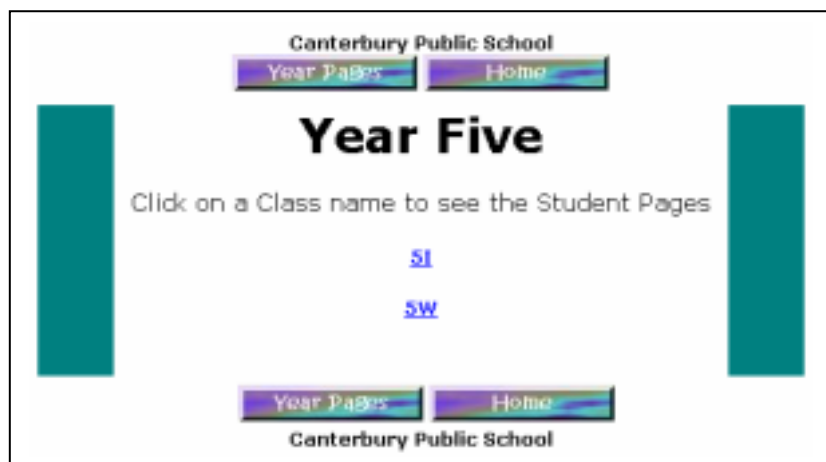 Canterbury Public School
Year Pages Home
Year Five
Click on a Class name to see the Student Pages
5I
5W
Year Pages Home
Canterbury Public School